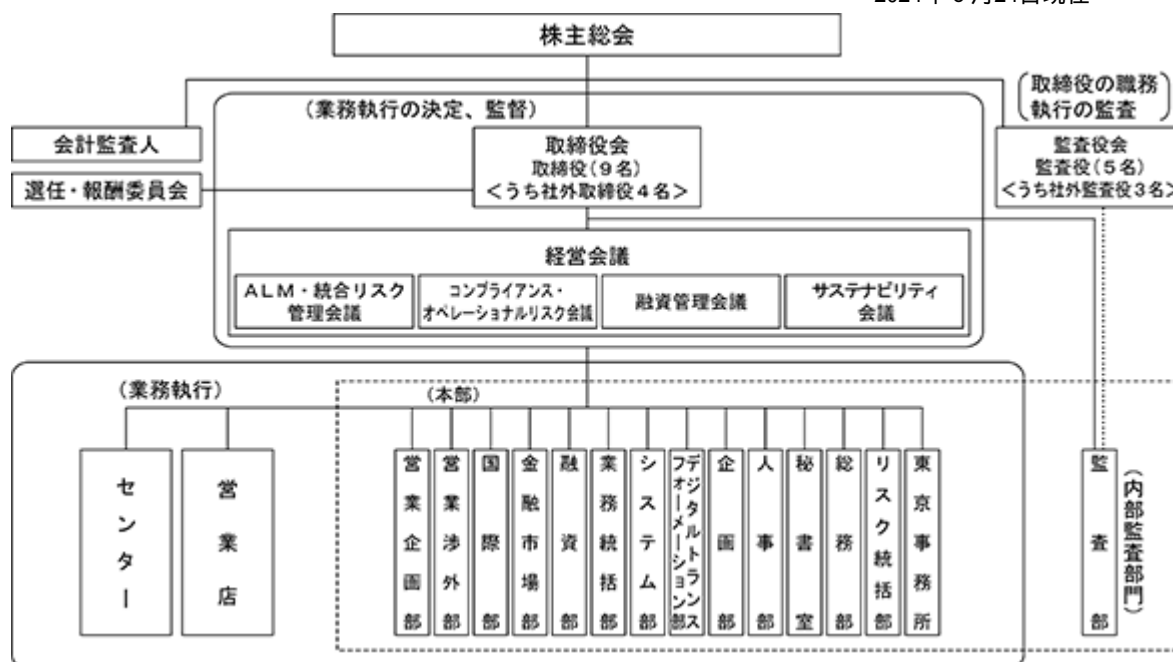 株主総会
(取締役の職務
執行の監査)
(業務執行の決定、監督)
会計監査人
取締役会
取締役(9名)
<うち社外取締役4名>
監査役会
監査役(5名)
<うち社外監査役3名>
選任・報酬委員会
経営会議
ALM・統合リスク
管理会議
コンプライアンス・
オペレーショナルリスク会議
融資管理会議
サステナビリティ
会議
(業務執行)
(本部)
センター
営業店
営業企画部
営業渉外部
国際部
金融市場部
融資部
業務統括部
システム部
デジタルトランス
フォーメーション部
企画部
人事部
秘書室
総務部
リスク統括部
東京事務所
監査部
(内部監査部門)